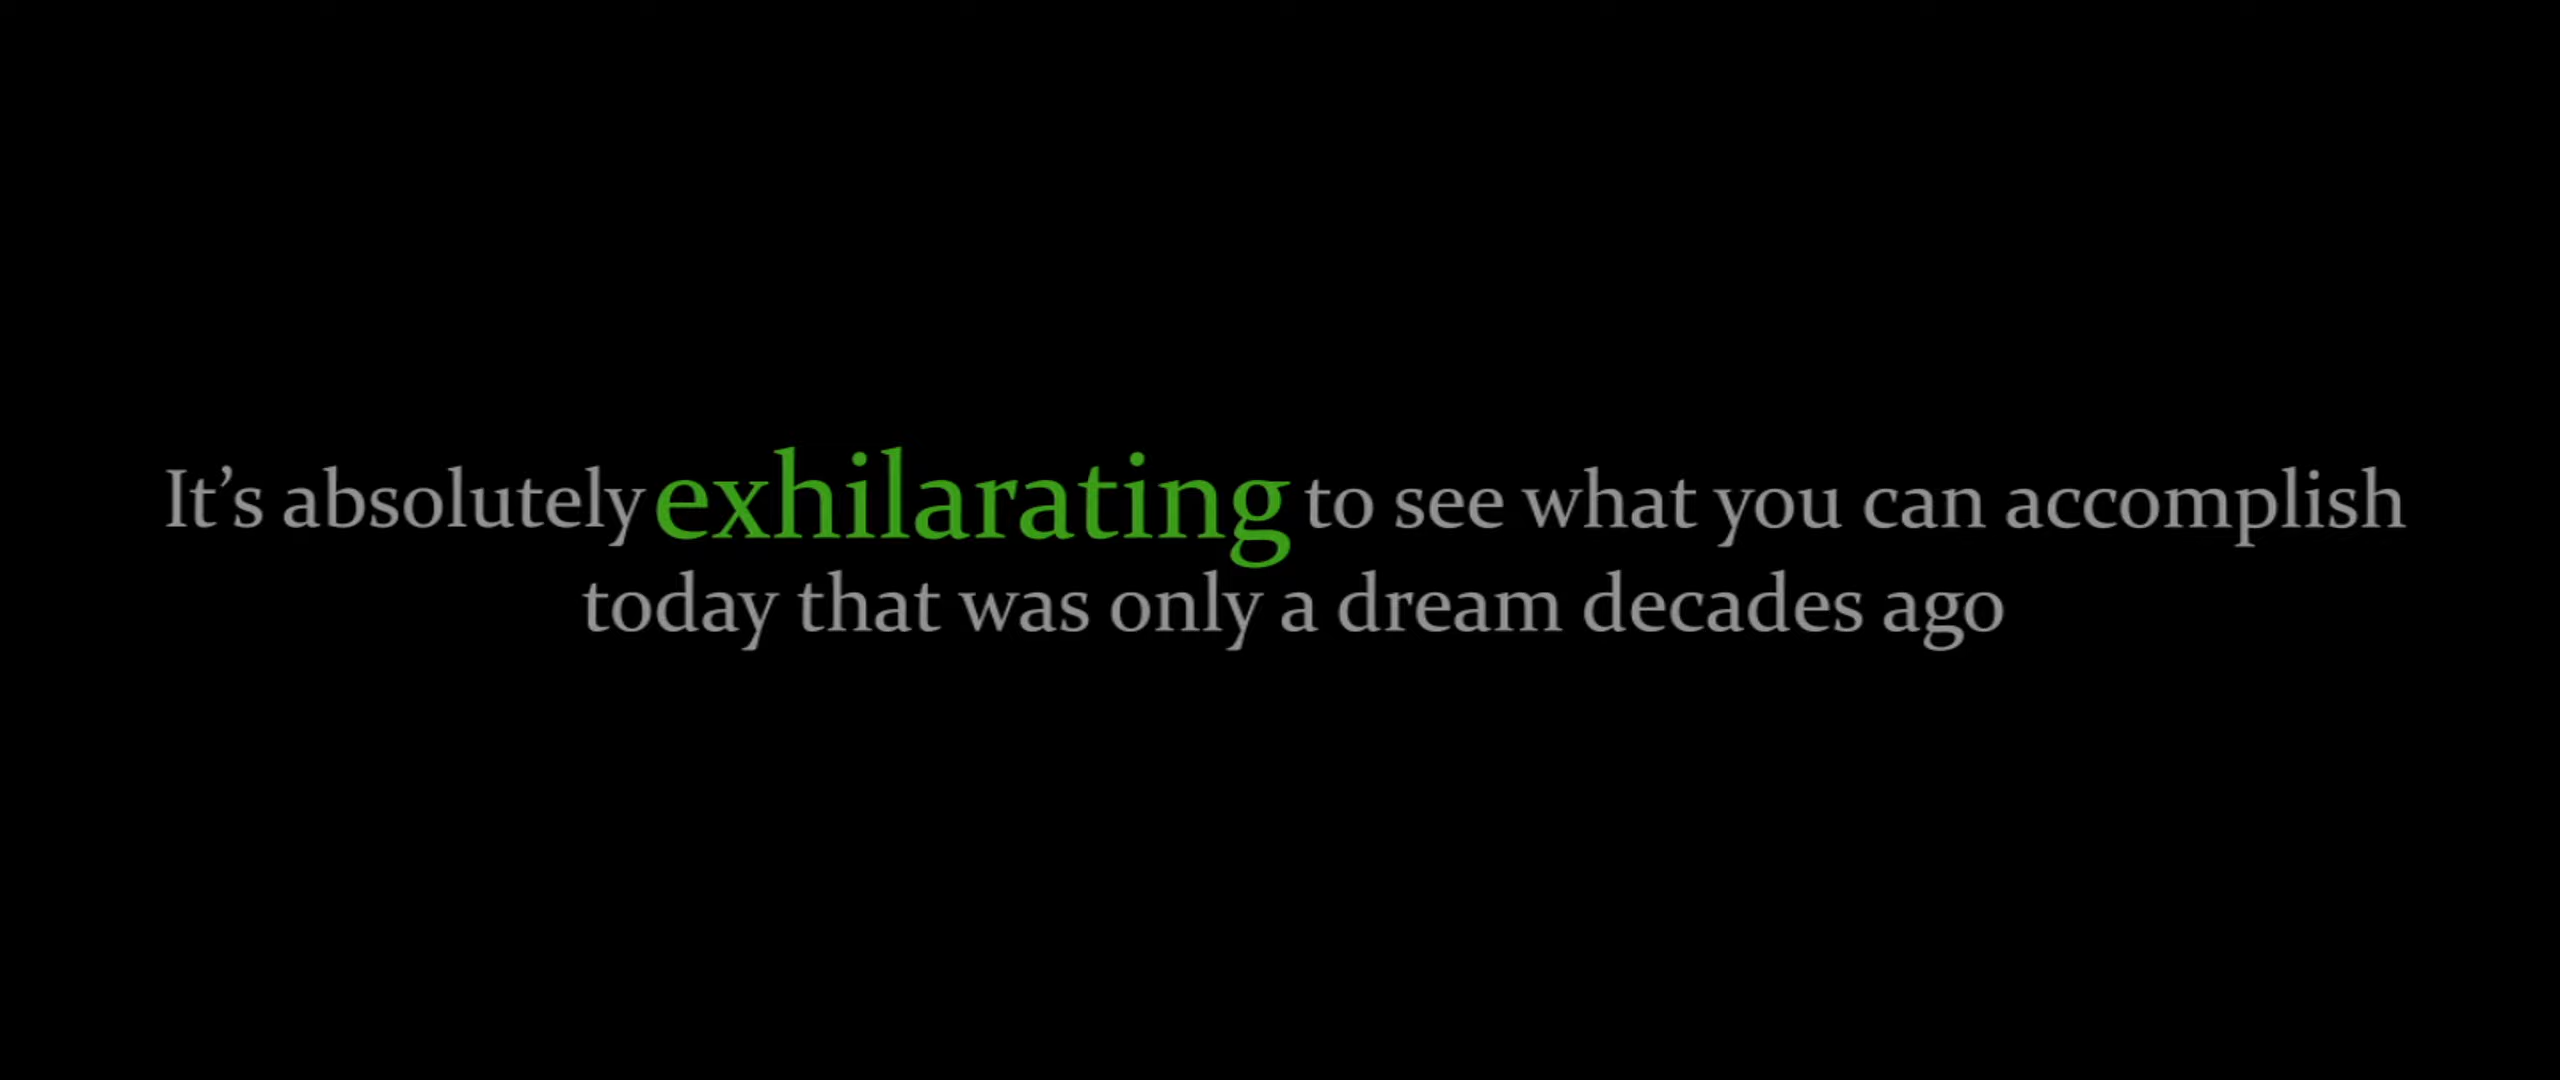 It’s absolutely exhilarating to see what you can accomplish
today that was only a dream decades ago